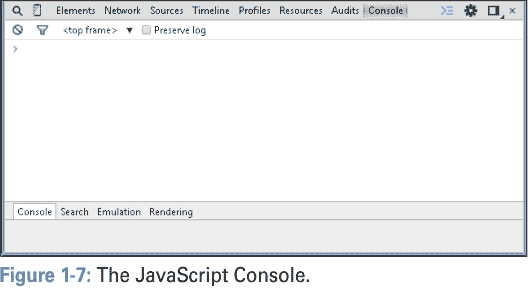 Elements Network Sources Timeline Profiles Resources Audits Console
<top frame> ▼ Preserve log
Console Search Emulation Rendering
Figure 1-7: The JavaScript Console.